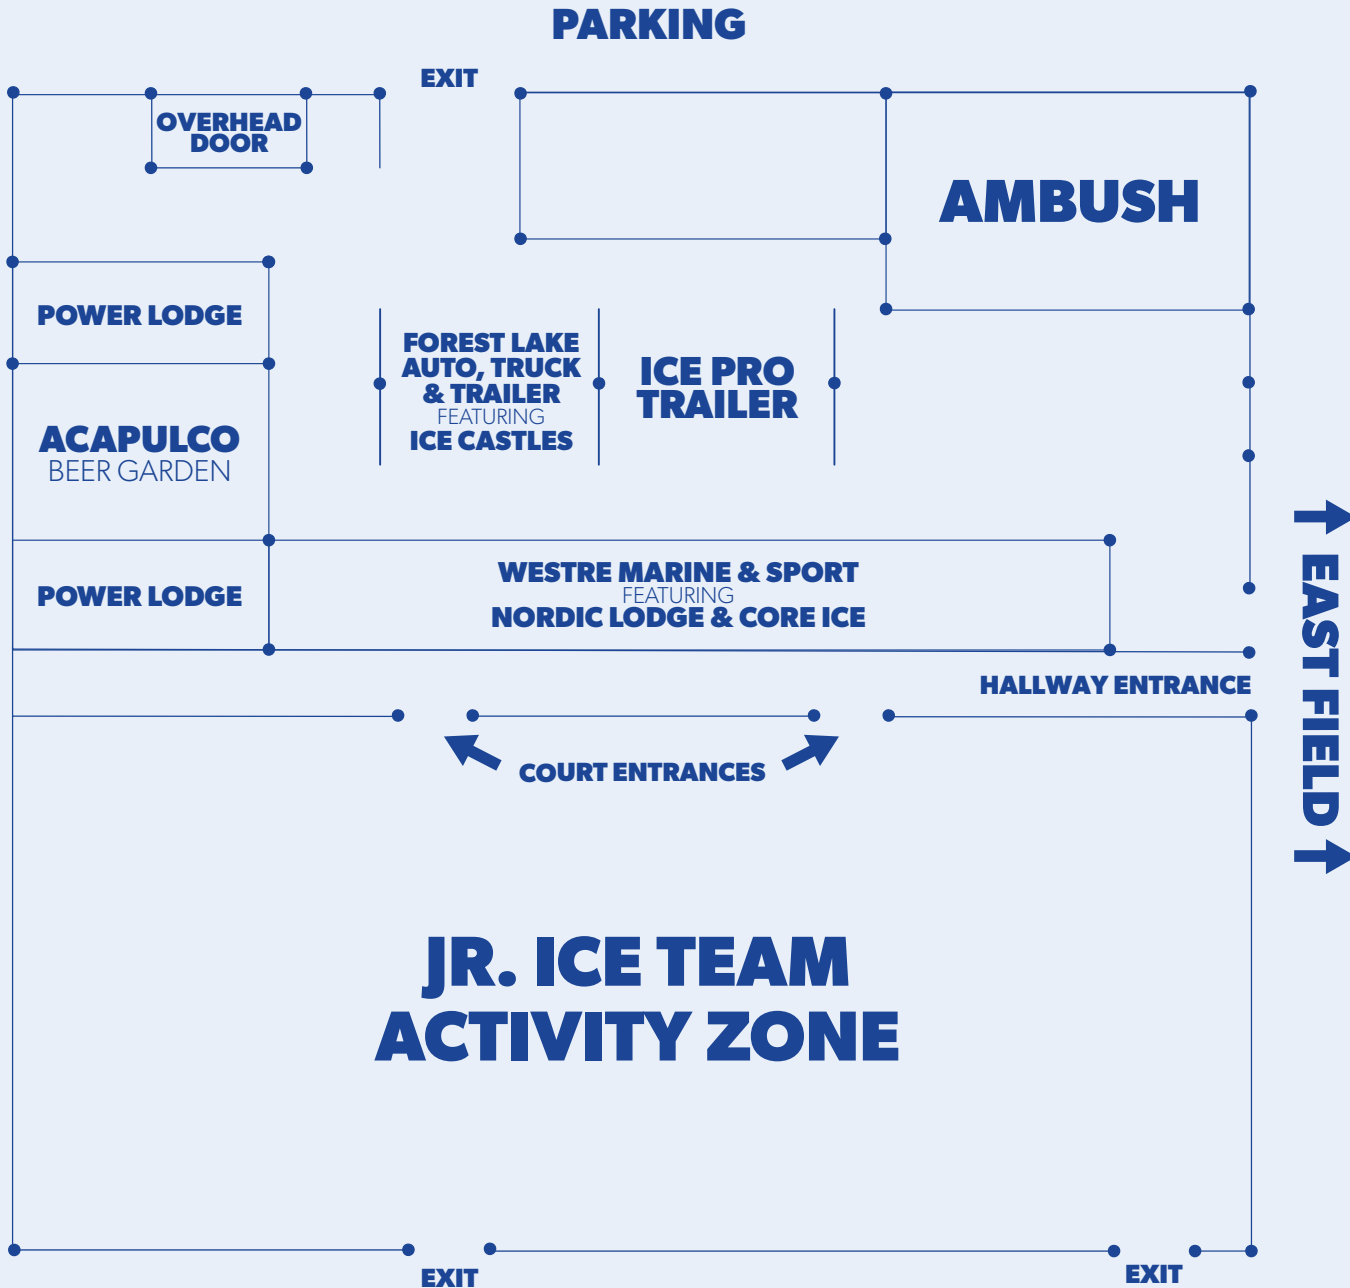 PARKING
EXIT
OVERHEAD
DOOR
AMBUSH
POWER LODGE
FOREST LAKE
AUTO, TRUCK
& TRAILER
FEATURING
ICE CASTLES
ICE PRO
TRAILER
ACAPULCO
BEER GARDEN
POWER LODGE
WESTRE MARINE & SPORT
FEATURING
NORDIC LODGE & CORE ICE
EAST FIELD
HALLWAY ENTRANCE
COURT ENTRANCES
JR. ICE TEAM
ACTIVITY ZONE
EXIT
EXIT